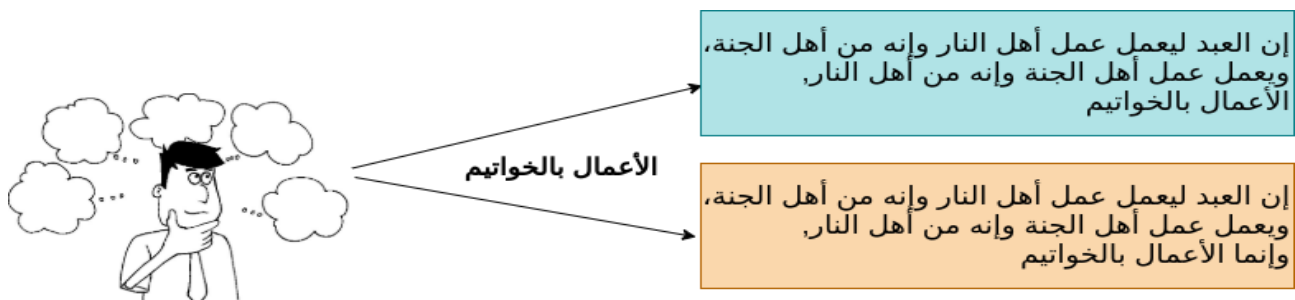 إن العبد ليعمل عمل أهل النار وإنه من أهل الجنة،
ويعمل عمل أهل الجنة وإنه من أهل النار,
الأعمال بالخواتيم
الأعمال بالخواتيم
إن العبد ليعمل عمل أهل النار وإنه من أهل الجنة،
ويعمل عمل أهل الجنة وإنه من أهل النار,
وإنما الأعمال بالخواتيم